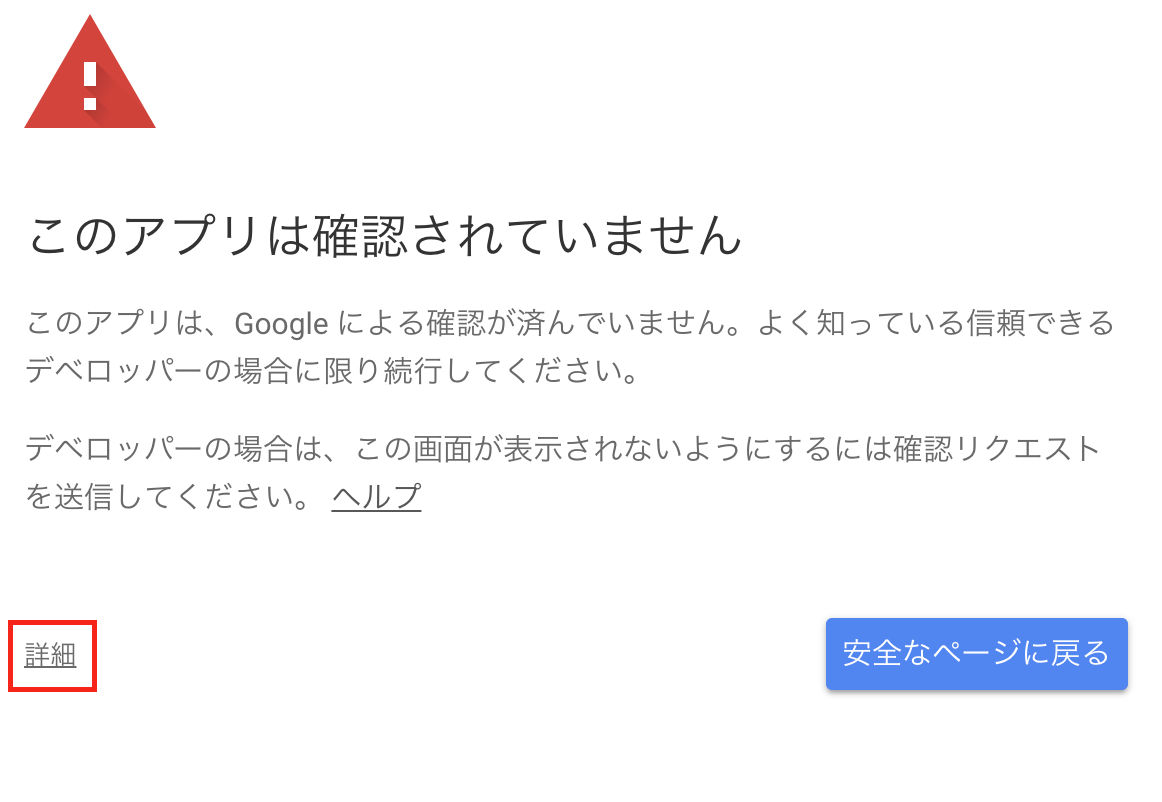 このアプリは確認されていません
このアプリは、Google による確認が済んでいません。よく知っている信頼できる
デベロッパーの場合に限り続行してください。
デベロッパーの場合は、この画面が表示されないようにするには確認リクエスト
を送信してください。 ヘルプ
詳細
安全なページに戻る